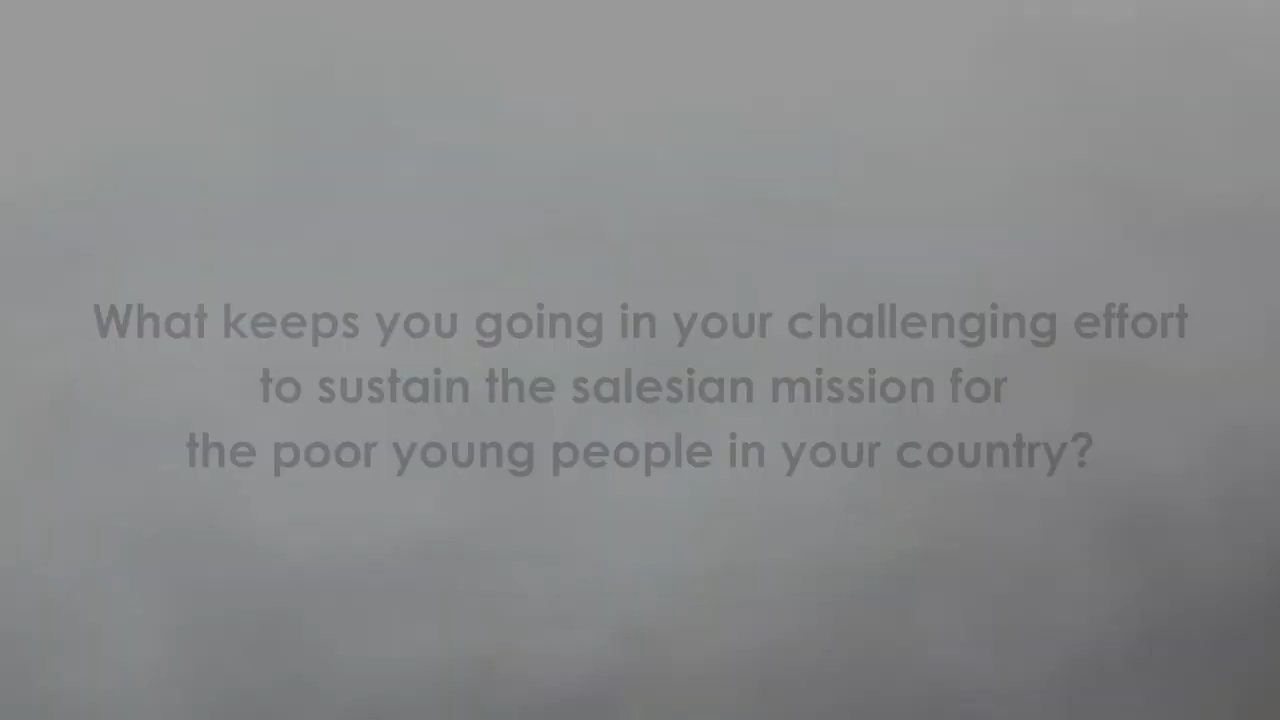 What keeps you going in your challenging effort
to sustain the salesian mission for
the poor young people in your country?